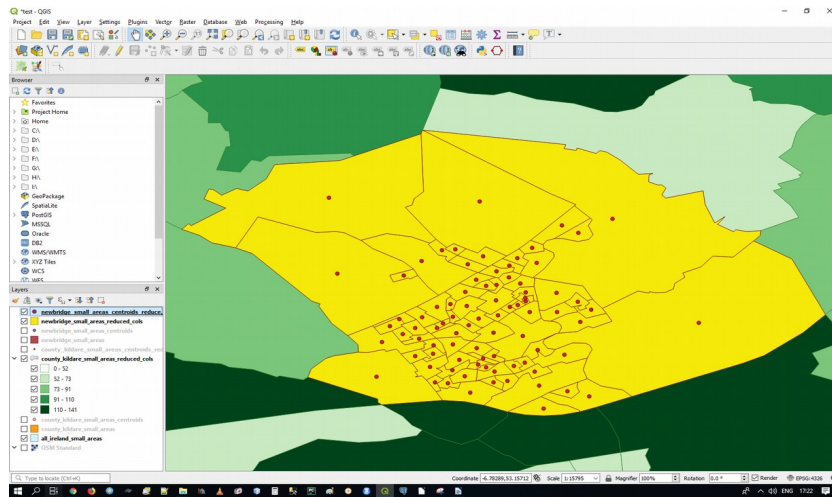 *test - QGIS
Project Edit View Layer Settings Plugins Vector Raster Database Web Processing Help
Browser
Favorites
Project Home
Home
C:\
D:\
E:\
F:\
G:\
H:\
I:\
GeoPackage
SpatiaLite
PostGIS
MSSQL
Oracle
DB2
WMS/WMTS
XYZ Tiles
WCS
WFS
Layers
newbridge_small_areas_centroids_reduce
newbridge_small_areas_reduced_cols
newbridge_small_areas_centroids
newbridge_small_areas
county_kildare_small_areas_centroids_red
county_kildare_small_areas_reduced_cols
0 - 52
52 - 73
73 - 91
91 - 110
110 - 141
county_kildare_small_areas_centroids
county_kildare_small_areas
all_ireland_small_areas
OSM Standard
Type to locate (Ctrl+K)
Coordinate -6.78289,53.15712 Scale 1:15795 Magnifier 100% Rotation 0.0 ° Render EPSG:4326
ENG 17:22